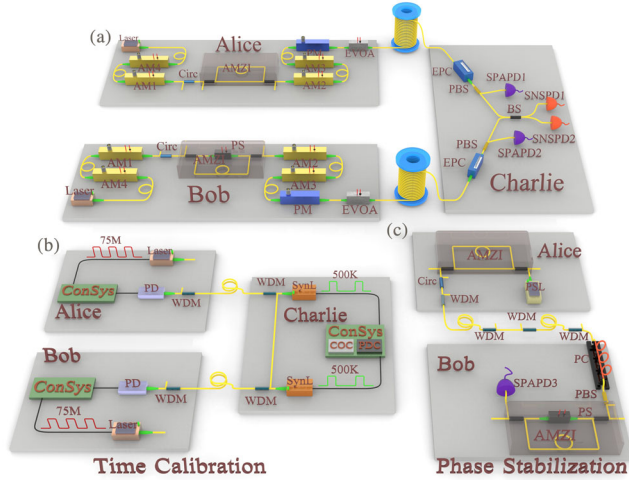 (a)
Alice
Laser
AM4
AM1
Circ
AMZI
PM
EVOA
AM3
AM2
EPC
SPAPD1
PBS
BS
SNSPD1
SNSPD2
PBS
SPAPD2
EPC
Charlie
Circ
PS
AM1
AMZI
AM2
AM4
AM3
Laser
Bob
PM
EVOA
(b)
75M
Laser
ConSys
PD
WDM
Alice
WDM
SynL
500K
Charlie
ConSys
COC
PDC
Bob
ConSys
PD
WDM
WDM
SynL
500K
75M
Laser
Time Calibration
(c)
AMZI
Alice
Circ
PSL
WDM
WDM
WDM
PC
Bob
SPAPD3
PBS
PS
AMZI
Phase Stabilization